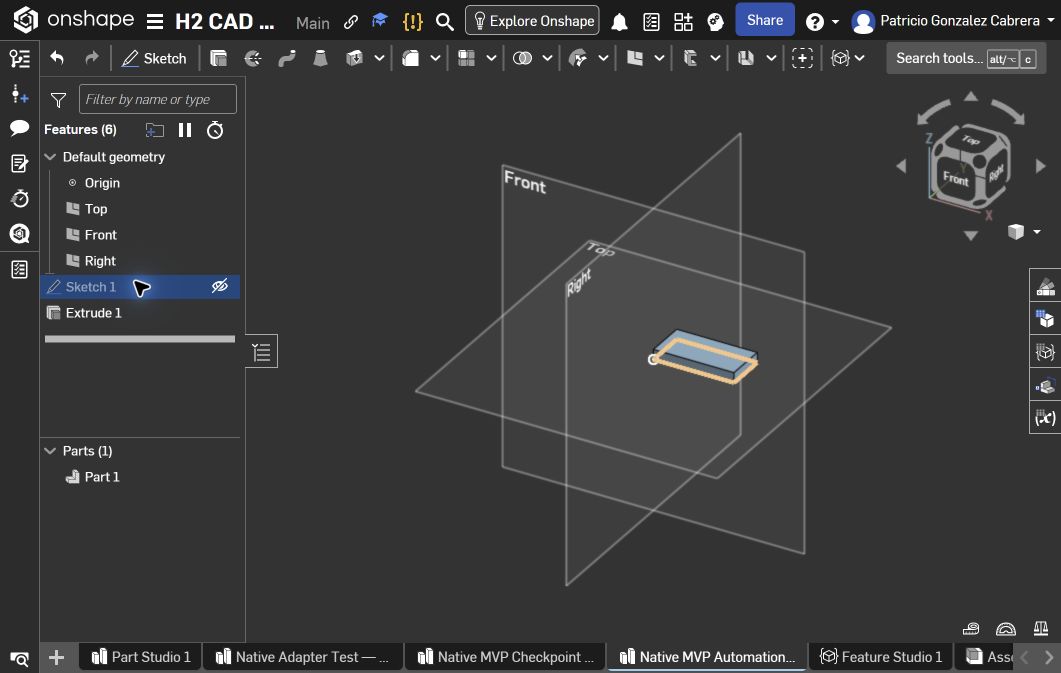 onshape H2 CAD ... Main Explore Onshape Share Patricio Gonzalez Cabrera
Sketch Search tools... alt/⌥ c
Filter by name or type
Features (6)
Default geometry
Origin
Top
Front
Right
Sketch 1
Extrude 1
Parts (1)
Part 1
Front
Top
Right
Z
Top
Y
Front
Right
X
Part Studio 1 Native Adapter Test — ... Native MVP Checkpoint ... Native MVP Automation... Feature Studio 1 Ass